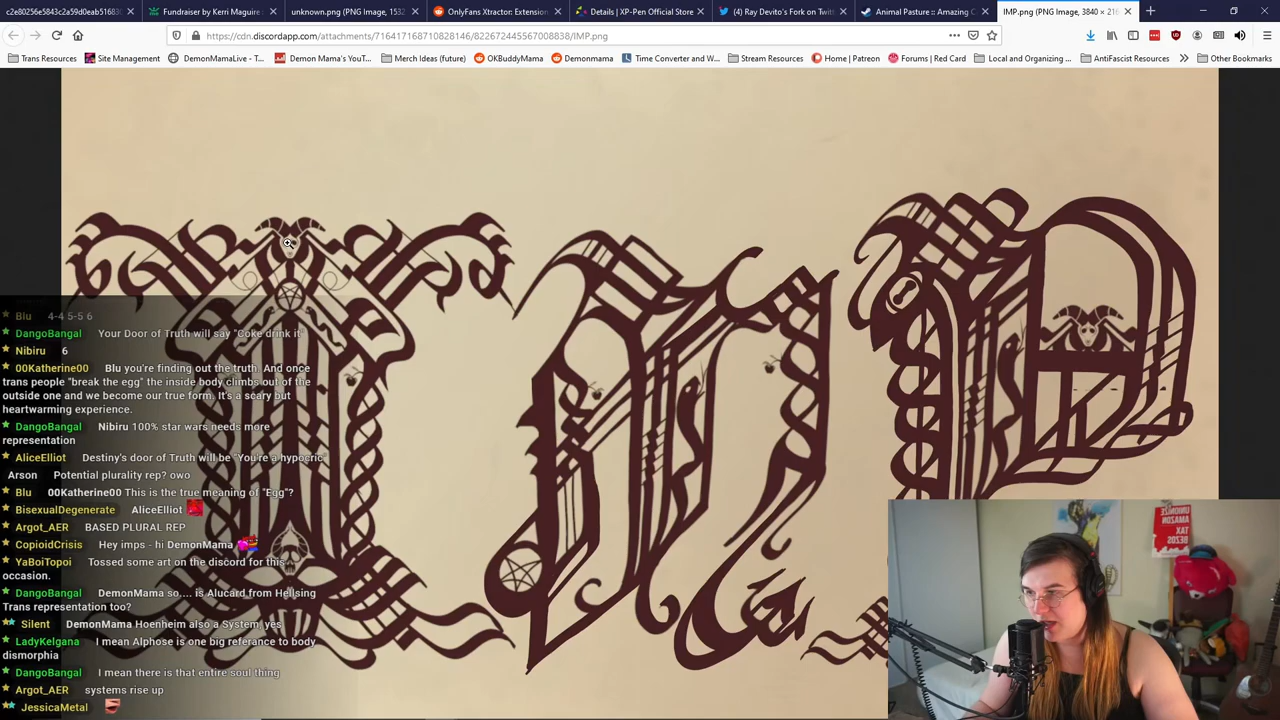 c2e80256e5843c2a59d0eab51683
Fundraiser by Kerri Maguire :
unknown.png (PNG Image, 1532
OnlyFans Xtractor: Extension
Details | XP-Pen Official Store
(4) Ray Devito's Fork on Twitt
Animal Pasture :: Amazing C
IMP.png (PNG Image, 3840 × 216
https://cdn.discordapp.com/attachments/716417168710828146/822672445567008838/IMP.png
Trans Resources
Site Management
DemonMamaLive - T...
Demon Mama's YouT...
Merch Ideas (future)
OKBuddyMama
Demonmama
Time Converter and W...
Stream Resources
Home | Patreon
Forums | Red Card
Local and Organizing ...
AntiFascist Resources
Other Bookmarks
IMP
Blu 4-4 5-5 6
DangoBangal Your Door of Truth will say "Coke drink it"
Nibiru 6
00Katherine00 Blu you're finding out the truth. And once
trans people "break the egg" the inside body climbs out of the
outside one and we become our true form. It's a scary but
heartwarming experience.
DangoBangal Nibiru 100% star wars needs more
representation
AliceElliot Destiny's door of Truth will be "You're a hypocric"
Arson Potential plurality rep? owo
Blu 00Katherine00 This is the true meaning of "Egg"?
BisexualDegenerate AliceElliot
Argot_AER BASED PLURAL REP
CopioidCrisis Hey imps - hi DemonMama
YaBoiTopoi Tossed some art on the discord for this
occasion.
DangoBangal DemonMama so.... is Alucard from Hellsing
Trans representation too?
Silent DemonMama Hoenheim also a System, yes
LadyKelgana I mean Alphose is one big referance to body
dismorphia
DangoBangal I mean there is that entire soul thing
Argot_AER systems rise up
JessicaMetal
UNIONIZE
AMAZON
TAX
BEZOS